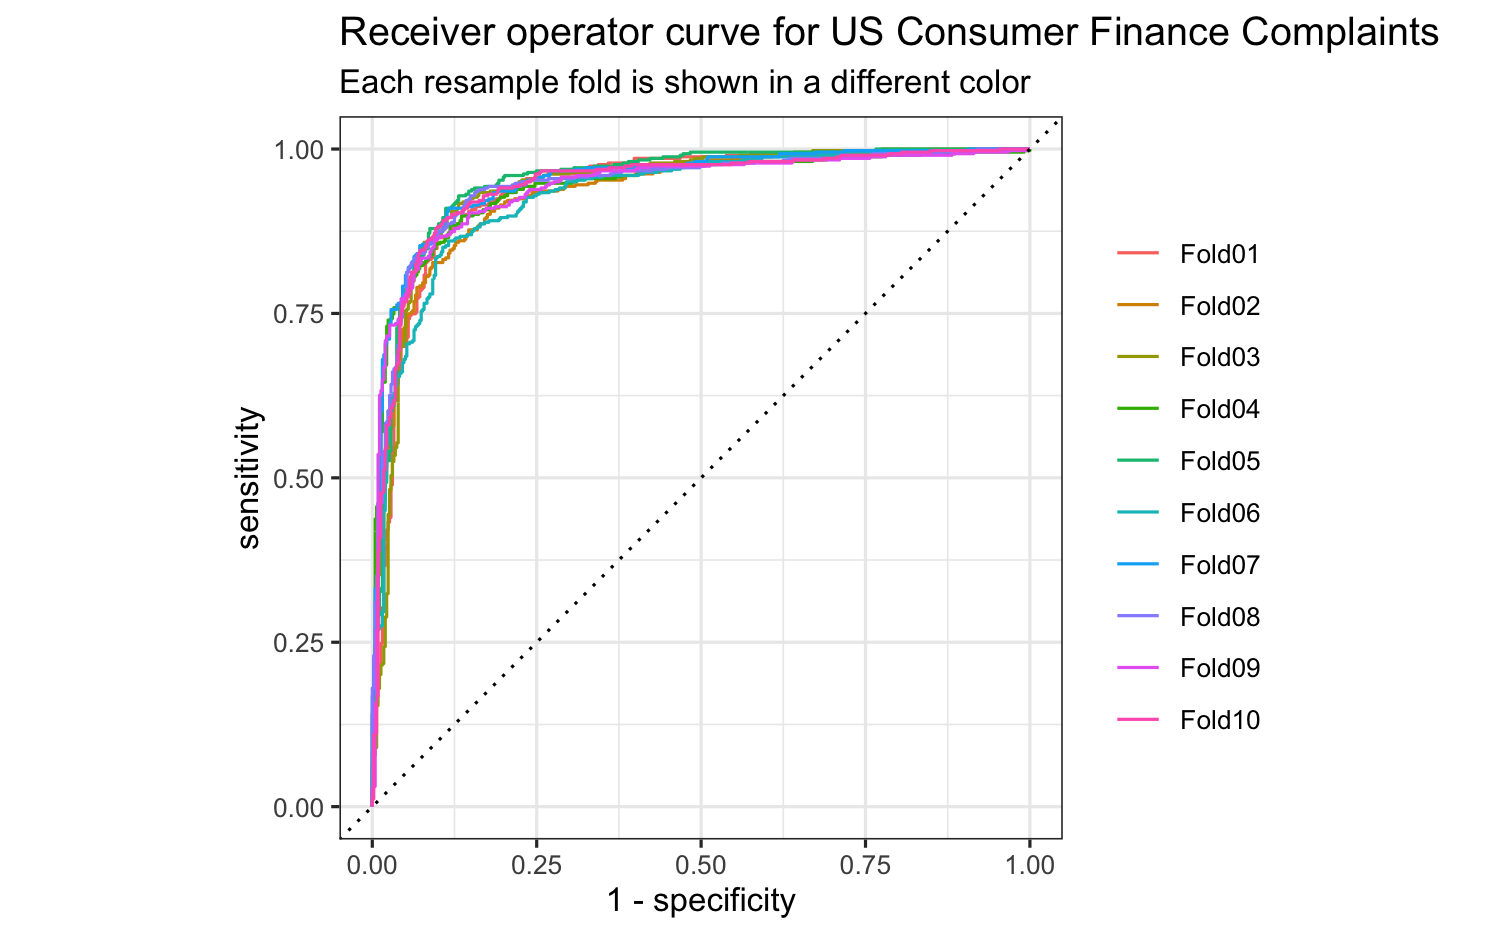 Receiver operator curve for US Consumer Finance Complaints
Each resample fold is shown in a different color
1.00
0.75
0.50
0.25
0.00
sensitivity
0.00
0.25
0.50
0.75
1.00
1 - specificity
Fold01
Fold02
Fold03
Fold04
Fold05
Fold06
Fold07
Fold08
Fold09
Fold10